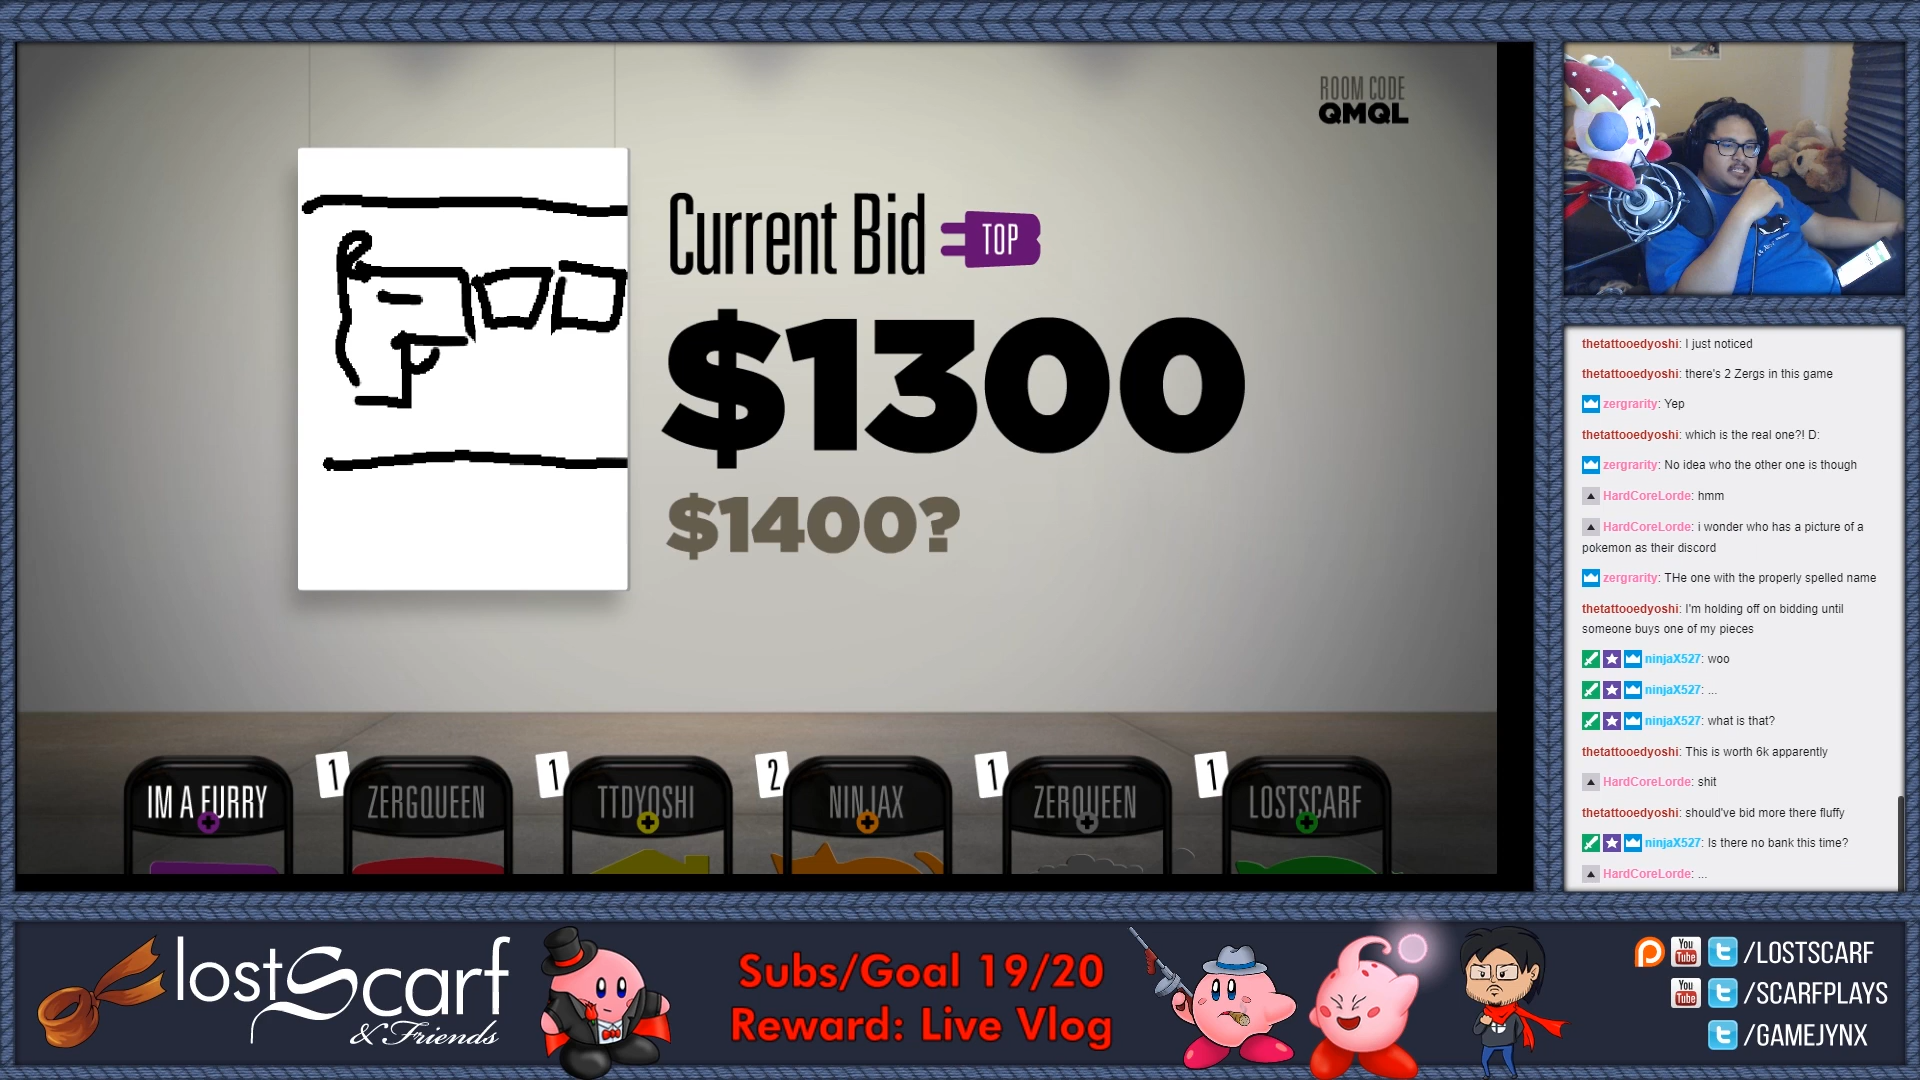 ROOM CODE
QMQL
Current Bid TOP
$1300
$1400?
IM A FURRY
1 ZERGQUEEN
1 TTDYOSHI
2 NINJAX
1 ZERQUEEN
1 LOSTSCARF
thetattooedyoshi: I just noticed
thetattooedyoshi: there's 2 Zergs in this game
zergrarity: Yep
thetattooedyoshi: which is the real one?! D:
zergrarity: No idea who the other one is though
HardCoreLorde: hmm
HardCoreLorde: i wonder who has a picture of a
pokemon as their discord
zergrarity: THe one with the properly spelled name
thetattooedyoshi: I'm holding off on bidding until
someone buys one of my pieces
ninjaX527: woo
ninjaX527: ...
ninjaX527: what is that?
thetattooedyoshi: This is worth 6k apparently
HardCoreLorde: shit
thetattooedyoshi: should've bid more there fluffy
ninjaX527: Is there no bank this time?
HardCoreLorde: ...
lostScarf
& Friends
Subs/Goal 19/20
Reward: Live Vlog
You Tube /LOSTSCARF
You Tube /SCARFPLAYS
/GAMEJYNX